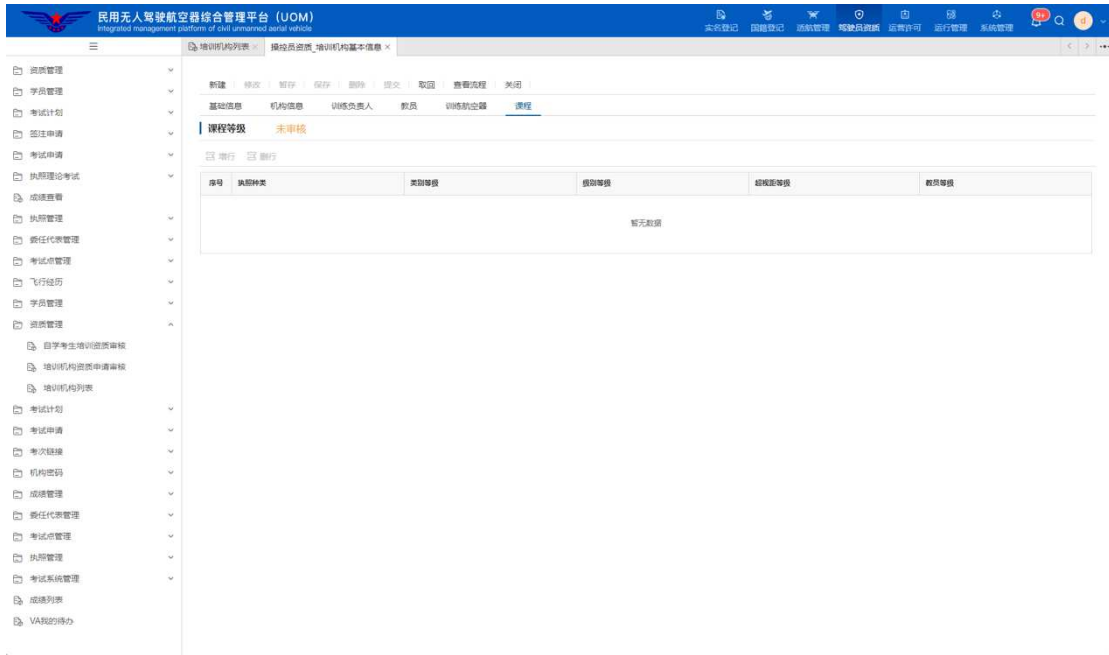 民用无人驾驶航空器综合管理平台（UOM）
Integrated management platform of civil unmanned aerial vehicle
实名登记 国籍登记 适航管理 驾驶员资质 运营许可 运行管理 系统管理 9+ d
培训机构列表 × 操控员资质_培训机构基本信息 ×
资质管理
学员管理
考试计划
签注申请
考试申请
执照理论考试
成绩查看
执照管理
委任代表管理
考试点管理
飞行经历
学员管理
资质管理
自学考生培训资质审核
培训机构资质申请审核
培训机构列表
考试计划
考试申请
考次链接
机构密码
成绩管理
委任代表管理
考试点管理
执照管理
考试系统管理
成绩列表
VA我的待办
新建 修改 暂存 保存 删除 提交 取回 查看流程 关闭
基础信息 机构信息 训练负责人 教员 训练航空器 课程
课程等级 未审核
增行 删行
序号 执照种类 类别等级 级别等级 超视距等级 教员等级
暂无数据